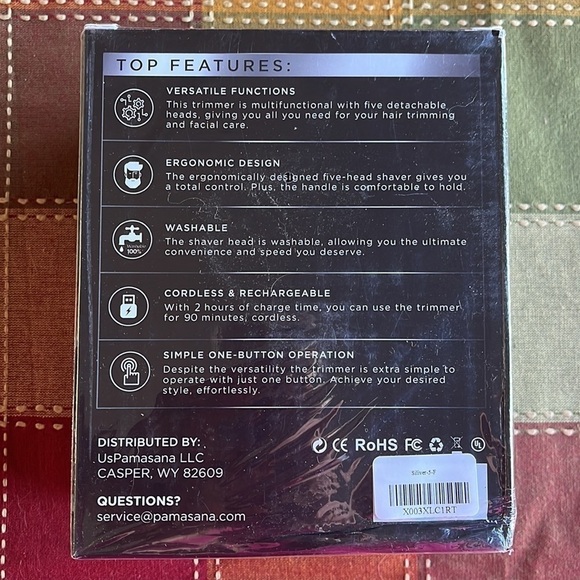 TOP FEATURES:
VERSATILE FUNCTIONS
This trimmer is multifunctional with five detachable
heads, giving you all you need for your hair trimming
and facial care.
ERGONOMIC DESIGN
The ergonomically designed five-head shaver gives you
a total control. Plus, the handle is comfortable to hold.
WASHABLE
The shaver head is washable, allowing you the ultimate
convenience and speed you deserve.
Washable
100%
CORDLESS & RECHARGEABLE
With 2 hours of charge time, you can use the trimmer
for 90 minutes, cordless.
SIMPLE ONE-BUTTON OPERATION
Despite the versatility the trimmer is extra simple to
operate with just one button. Achieve your desired
style, effortlessly.
DISTRIBUTED BY:
UsPamasana LLC
CASPER, WY 82609
CE RoHS FC UL
QUESTIONS?
service@pamasana.com
X003XLC1RT